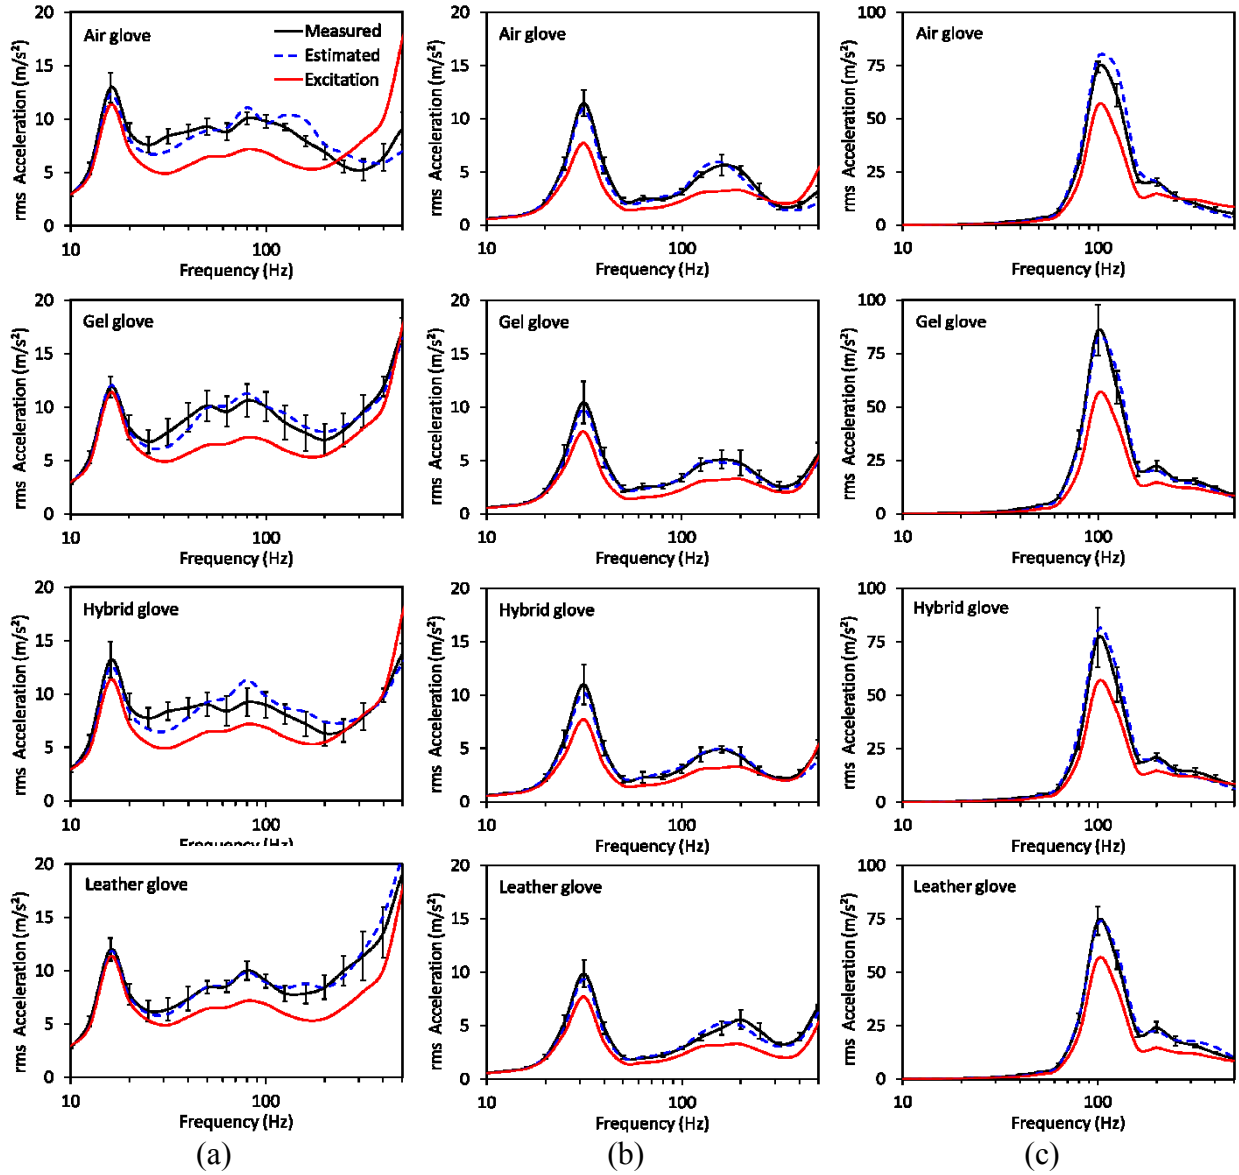 20
15
10
5
0
rms Acceleration (m/s²)
Air glove
Measured
Estimated
Excitation
10
100
Frequency (Hz)
20
15
10
5
0
rms Acceleration (m/s²)
Air glove
10
100
Frequency (Hz)
100
75
50
25
0
rms Acceleration (m/s²)
Air glove
10
100
Frequency (Hz)
20
15
10
5
0
rms Acceleration (m/s²)
Gel glove
10
100
Frequency (Hz)
20
15
10
5
0
rms Acceleration (m/s²)
Gel glove
10
100
Frequency (Hz)
100
75
50
25
0
rms Acceleration (m/s²)
Gel glove
10
100
Frequency (Hz)
20
15
10
5
0
rms Acceleration (m/s²)
Hybrid glove
10
100
Frequency (Hz)
20
15
10
5
0
rms Acceleration (m/s²)
Hybrid glove
10
100
Frequency (Hz)
100
75
50
25
0
rms Acceleration (m/s²)
Hybrid glove
10
100
Frequency (Hz)
20
15
10
5
0
rms Acceleration (m/s²)
Leather glove
10
100
Frequency (Hz)
20
15
10
5
0
rms Acceleration (m/s²)
Leather glove
10
100
Frequency (Hz)
100
75
50
25
0
rms Acceleration (m/s²)
Leather glove
10
100
Frequency (Hz)
(a)
(b)
(c)